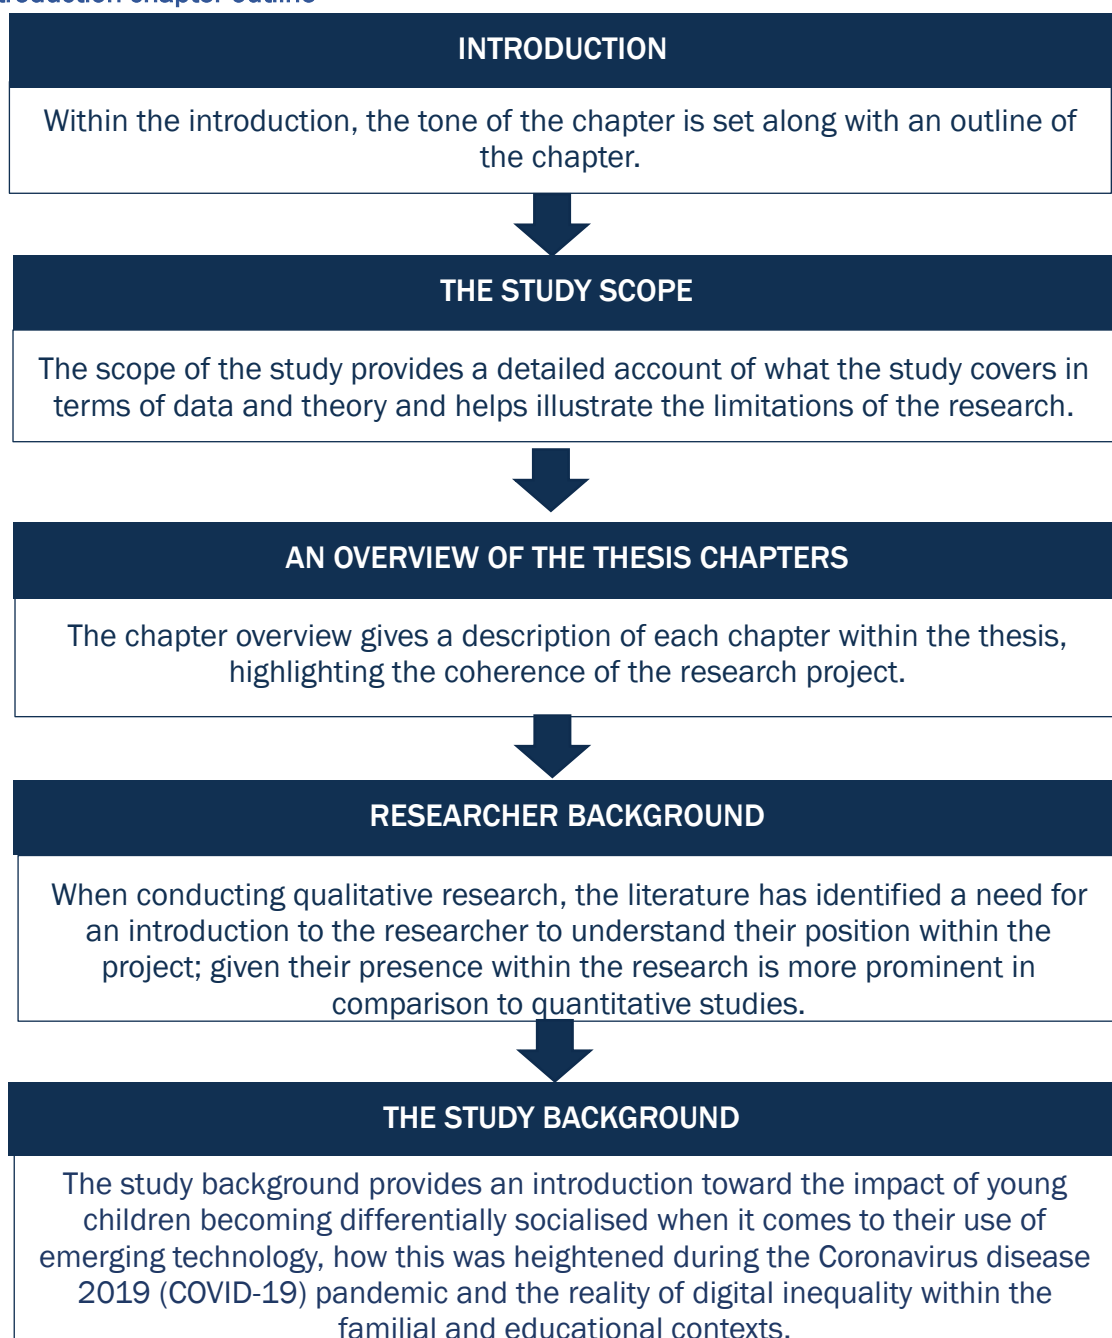 chapter outline
INTRODUCTION
Within the introduction, the tone of the chapter is set along with an outline of
the chapter.
THE STUDY SCOPE
The scope of the study provides a detailed account of what the study covers in
terms of data and theory and helps illustrate the limitations of the research.
AN OVERVIEW OF THE THESIS CHAPTERS
The chapter overview gives a description of each chapter within the thesis,
highlighting the coherence of the research project.
RESEARCHER BACKGROUND
When conducting qualitative research, the literature has identified a need for
an introduction to the researcher to understand their position within the
project; given their presence within the research is more prominent in
comparison to quantitative studies.
THE STUDY BACKGROUND
The study background provides an introduction toward the impact of young
children becoming differentially socialised when it comes to their use of
emerging technology, how this was heightened during the Coronavirus disease
2019 (COVID-19) pandemic and the reality of digital inequality within the
familial and educational contexts.